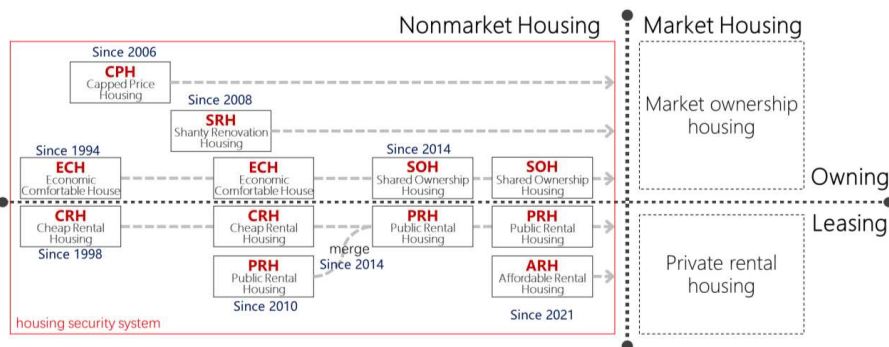 Nonmarket Housing
Market Housing
Since 2006
CPH
Capped Price
Housing
Since 2008
SRH
Shanty Renovation
Housing
Market ownership
housing
Since 1994
ECH
Economic
Comfortable House
ECH
Economic
Comfortable House
Since 2014
SOH
Shared Ownership
Housing
SOH
Shared Ownership
Housing
Owning
Leasing
CRH
Cheap Rental
Housing
Since 1998
CRH
Cheap Rental
Housing
PRH
Public Rental
Housing
PRH
Public Rental
Housing
merge
Since 2014
PRH
Public Rental
Housing
Since 2010
ARH
Affordable Rental
Housing
Since 2021
Private rental
housing
housing security system